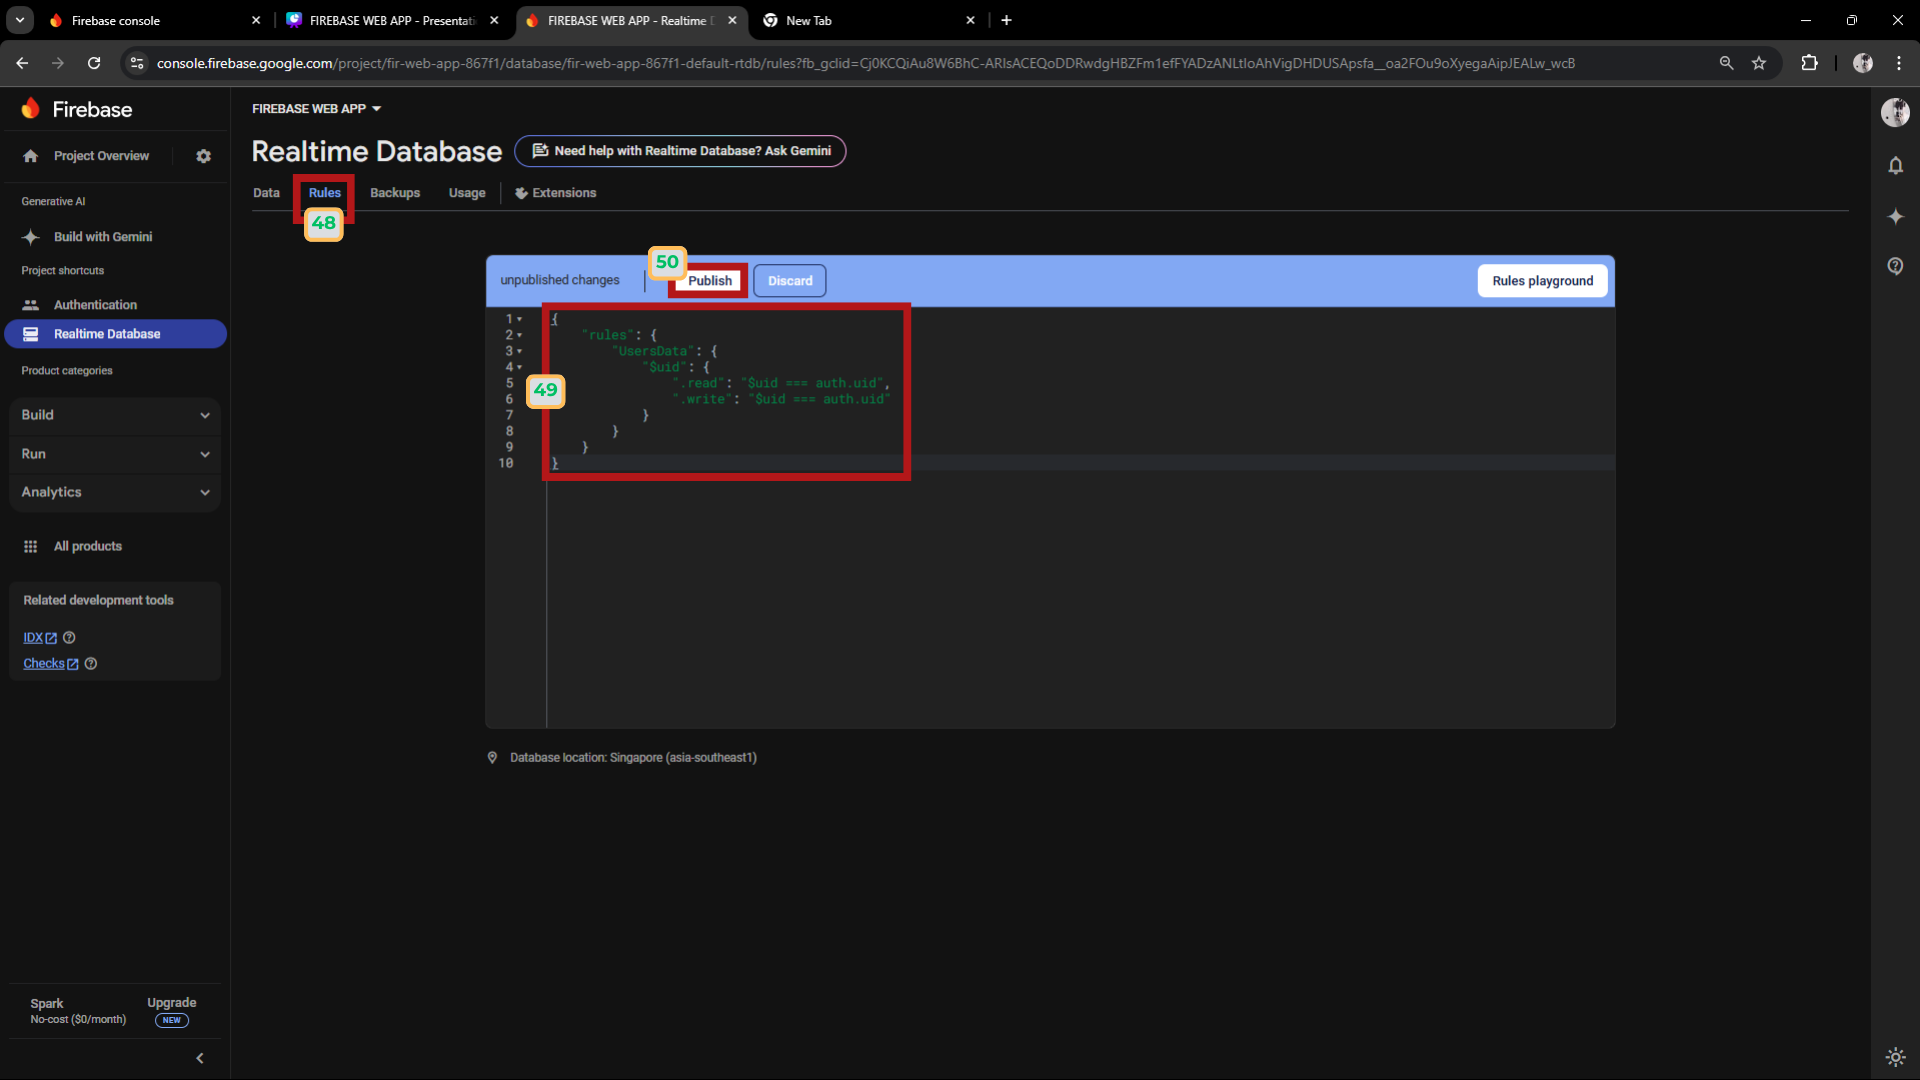 Firebase console
FIREBASE WEB APP - Presentati
FIREBASE WEB APP - Realtime D
New Tab
console.firebase.google.com/project/fir-web-app-867f1/database/fir-web-app-867f1-default-rtdb/rules?fb_gclid=Cj0KCQiAu8W6BhC-ARIsACEQoDDRwdgHBZFm1efFYADzANLtIoAhVigDHDUSApsfa__oa2FOu9oXyegaAipJEALw_wcB
Firebase
FIREBASE WEB APP
Project Overview
Realtime Database
Need help with Realtime Database? Ask Gemini
Data
Rules
Backups
Usage
Extensions
48
Generative AI
Build with Gemini
Project shortcuts
Authentication
Realtime Database
Product categories
Build
Run
Analytics
All products
Related development tools
IDX
Checks
Spark
No-cost ($0/month)
Upgrade
NEW
unpublished changes
50
Publish
Discard
Rules playground
49
1 {
2 "rules": {
3 "UsersData": {
4 "$uid": {
5 ".read": "$uid === auth.uid",
6 ".write": "$uid === auth.uid"
7 }
8 }
9 }
10 }
Database location: Singapore (asia-southeast1)